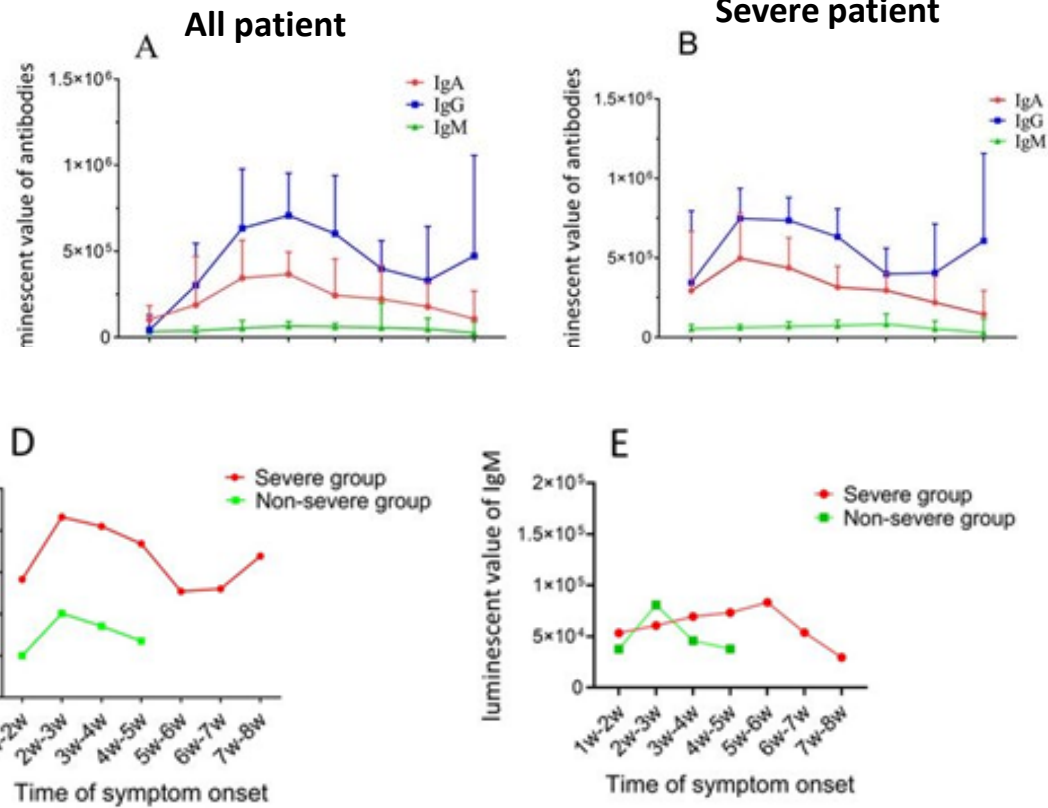 All patient
Severe patient
A
minescent value of antibodies
1.5×10⁶
1×10⁶
5×10⁵
0
IgA
IgG
IgM
B
ninescent value of antibodies
1.5×10⁶
1×10⁶
5×10⁵
0
IgA
IgG
IgM
D
Severe group
Non-severe group
-2w
2w-3w
3w-4w
4w-5w
5w-6w
6w-7w
7w-8w
Time of symptom onset
E
luminescent value of IgM
2×10⁵
1.5×10⁵
1×10⁵
5×10⁴
0
Severe group
Non-severe group
1w-2w
2w-3w
3w-4w
4w-5w
5w-6w
6w-7w
7w-8w
Time of symptom onset